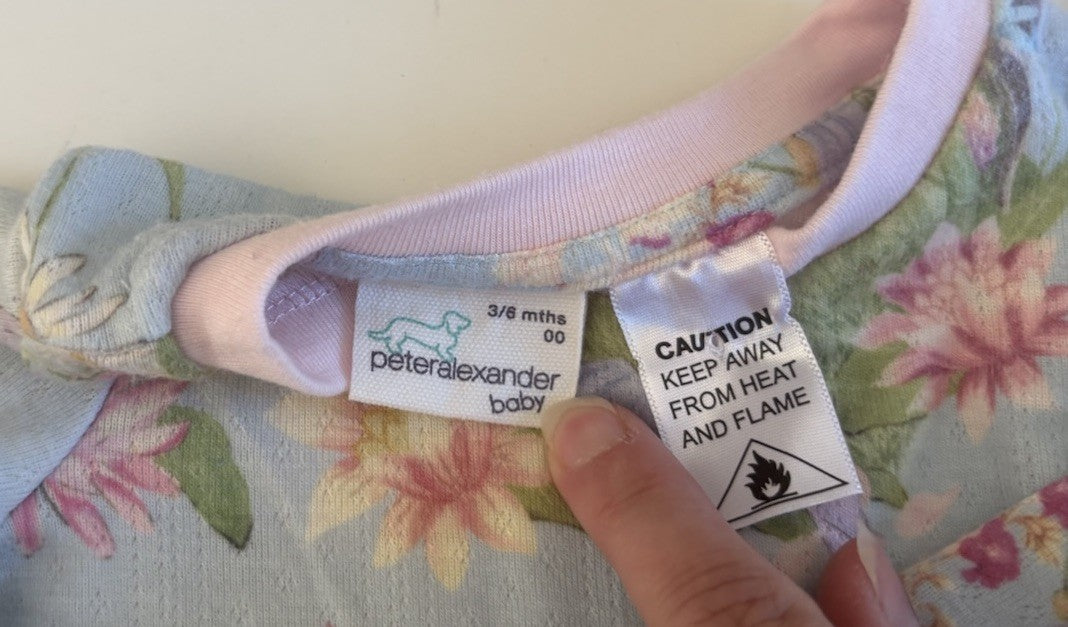 3/6 mths
00
peteralexander
baby
CAUTION
KEEP AWAY
FROM HEAT
AND FLAME